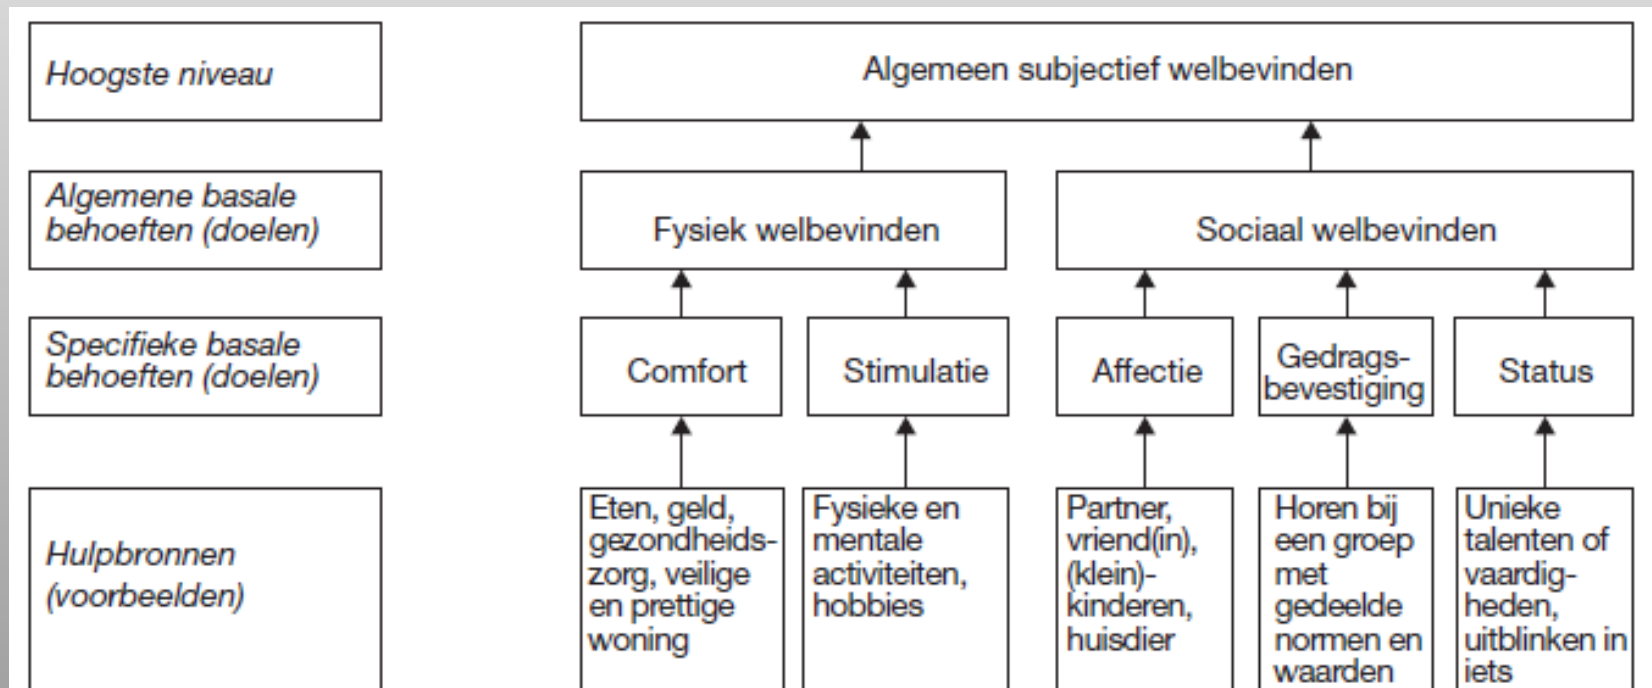 Hoogste niveau
Algemeen subjectief welbevinden
Algemene basale
behoeften (doelen)
Fysiek welbevinden
Sociaal welbevinden
Specifieke basale
behoeften (doelen)
Comfort
Stimulatie
Affectie
Gedrags-
bevestiging
Status
Hulpbronnen
(voorbeelden)
Eten, geld,
gezondheids-
zorg, veilige
en prettige
woning
Fysieke en
mentale
activiteiten,
hobbies
Partner,
vriend(in),
(klein)-
kinderen,
huisdier
Horen bij
een groep
met
gedeelde
normen en
waarden
Unieke
talenten of
vaardig-
heden,
uitblinken in
iets